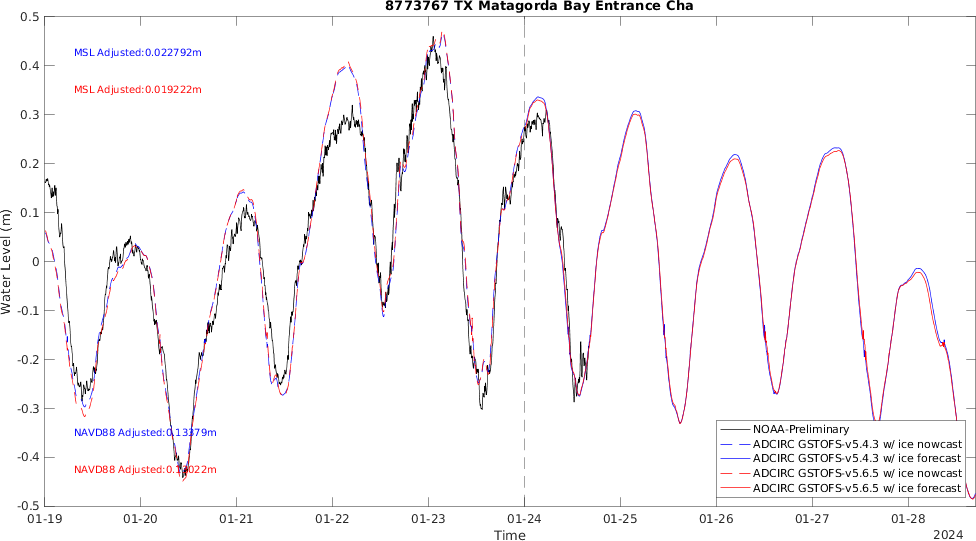 8773767 TX Matagorda Bay Entrance Cha
0.5
0.4
0.3
0.2
0.1
0
-0.1
-0.2
-0.3
-0.4
-0.5
Water Level (m)
MSL Adjusted:0.022792m
MSL Adjusted:0.019222m
NAVD88 Adjusted:0.13379m
NAVD88 Adjusted:0.13022m
NOAA-Preliminary
ADCIRC GSTOFS-v5.4.3 w/ ice nowcast
ADCIRC GSTOFS-v5.4.3 w/ ice forecast
ADCIRC GSTOFS-v5.6.5 w/ ice nowcast
ADCIRC GSTOFS-v5.6.5 w/ ice forecast
01-19 01-20 01-21 01-22 01-23 01-24 01-25 01-26 01-27 01-28
Time
2024